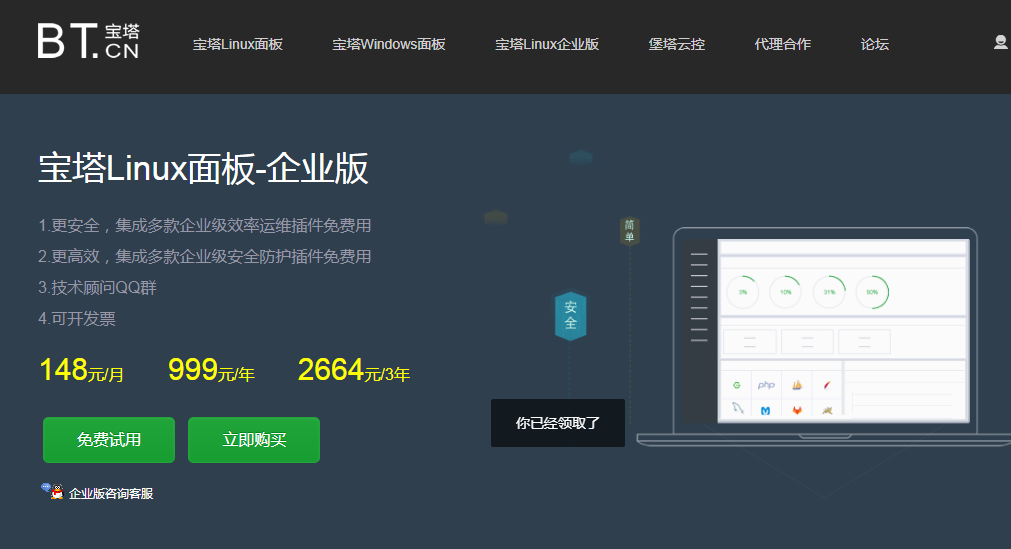 BT.CN 宝塔
宝塔Linux面板 宝塔Windows面板 宝塔Linux企业版 堡塔云控 代理合作 论坛
宝塔Linux面板-企业版
1.更安全，集成多款企业级效率运维插件免费用
2.更高效，集成多款企业级安全防护插件免费用
3.技术顾问QQ群
4.可开发票
148元/月 999元/年 2664元/3年
免费试用 立即购买
企业版咨询客服
简单
安全
你已经领取了
10%
31%
php